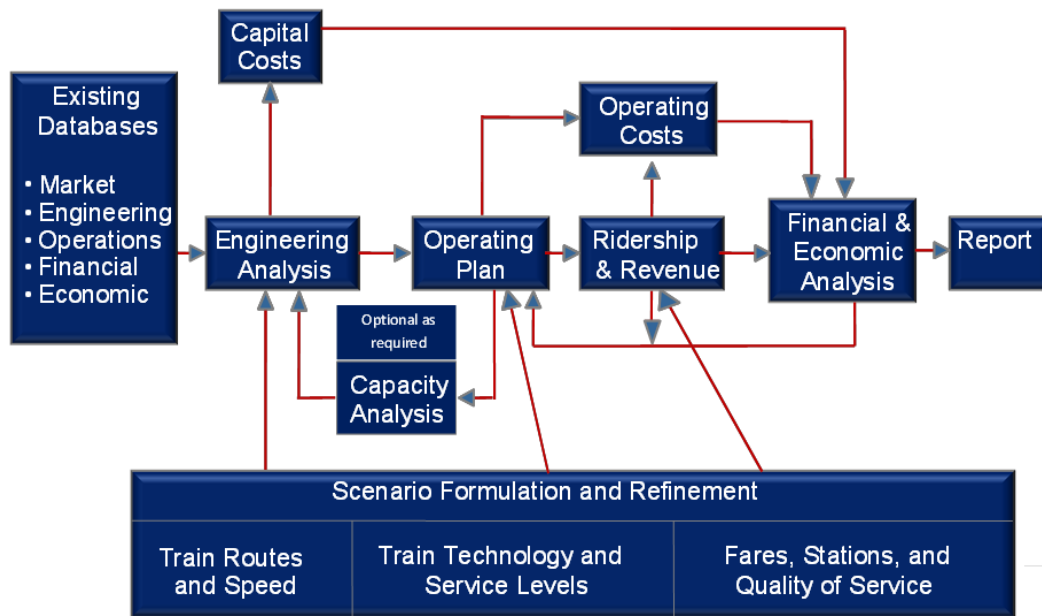 Capital
Costs
Existing
Databases
• Market
• Engineering
• Operations
• Financial
• Economic
Operating
Costs
Engineering
Analysis
Operating
Plan
Ridership
& Revenue
Financial &
Economic
Analysis
Report
Optional as
required
Capacity
Analysis
Scenario Formulation and Refinement
Train Routes
and Speed
Train Technology and
Service Levels
Fares, Stations, and
Quality of Service